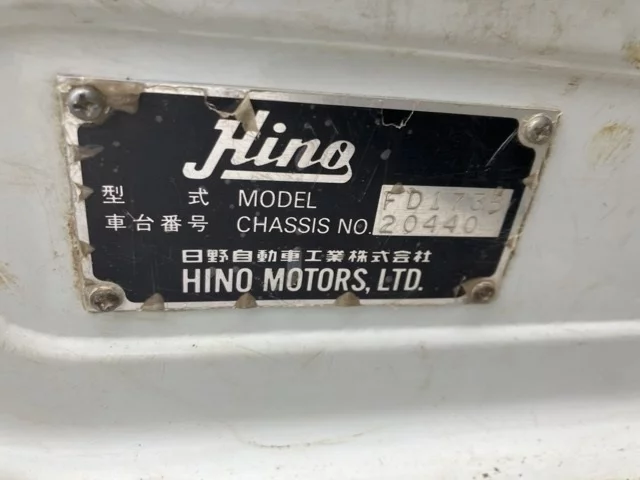 Hino
型 式 MODEL FD173B
車台番号 CHASSIS NO. 20440
日野自動車工業株式会社
HINO MOTORS, LTD.